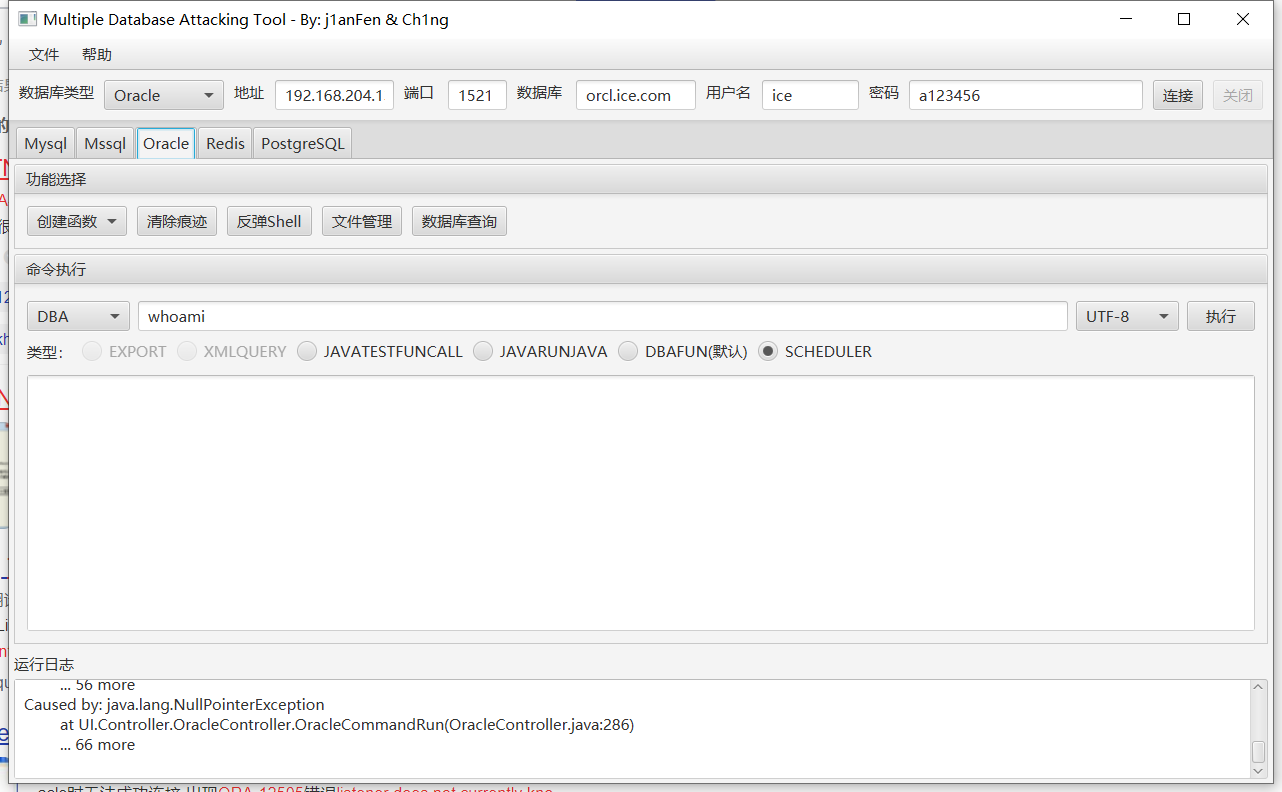 Multiple Database Attacking Tool - By: j1anFen & Ch1ng
文件 帮助
数据库类型 Oracle 地址 192.168.204.1 端口 1521 数据库 orcl.ice.com 用户名 ice 密码 a123456 连接 关闭
Mysql Mssql Oracle Redis PostgreSQL
功能选择
创建函数 清除痕迹 反弹Shell 文件管理 数据库查询
命令执行
DBA whoami UTF-8 执行
类型： EXPORT XMLQUERY JAVATESTFUNCALL JAVARUNJAVA DBAFUN(默认) SCHEDULER
运行日志
... 56 more
Caused by: java.lang.NullPointerException
at UI.Controller.OracleController.OracleCommandRun(OracleController.java:286)
... 66 more